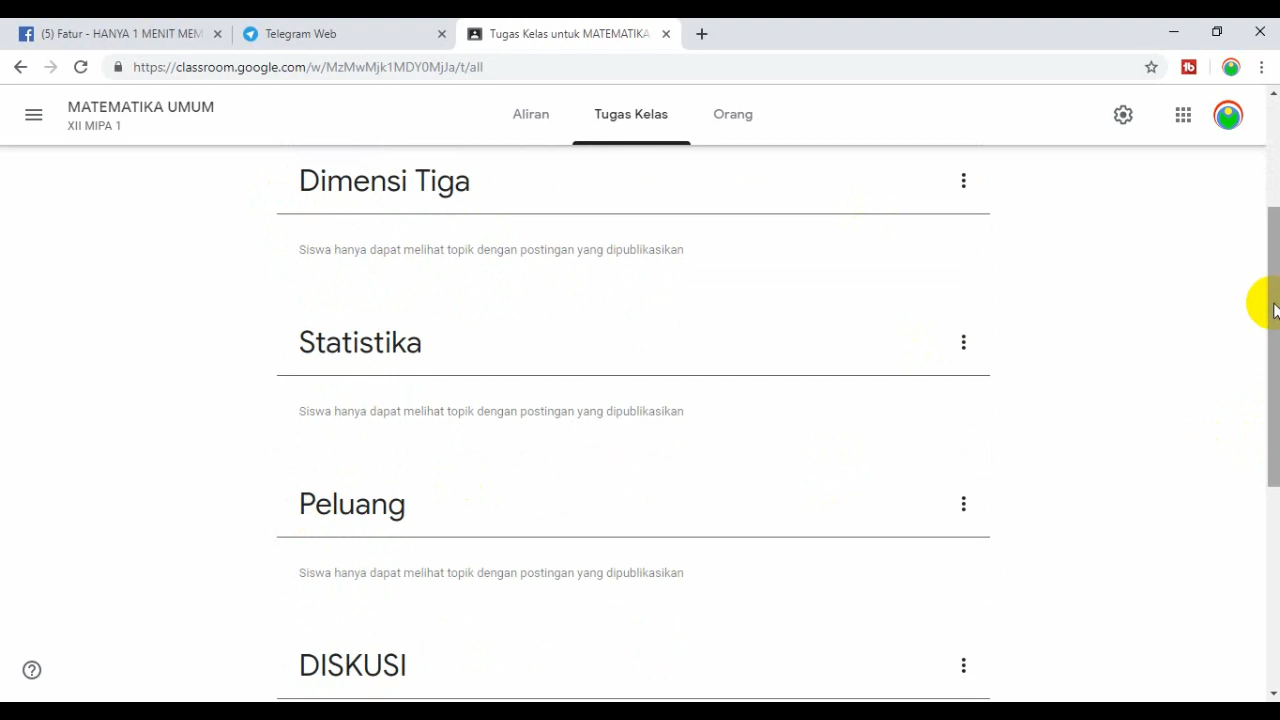 (5) Fatur - HANYA 1 MENIT MEM
Telegram Web
Tugas Kelas untuk MATEMATIKA
https://classroom.google.com/w/MzMwMjk1MDY0MjJa/t/all
MATEMATIKA UMUM
XII MIPA 1
Aliran
Tugas Kelas
Orang
Dimensi Tiga
Siswa hanya dapat melihat topik dengan postingan yang dipublikasikan
Statistika
Siswa hanya dapat melihat topik dengan postingan yang dipublikasikan
Peluang
Siswa hanya dapat melihat topik dengan postingan yang dipublikasikan
DISKUSI